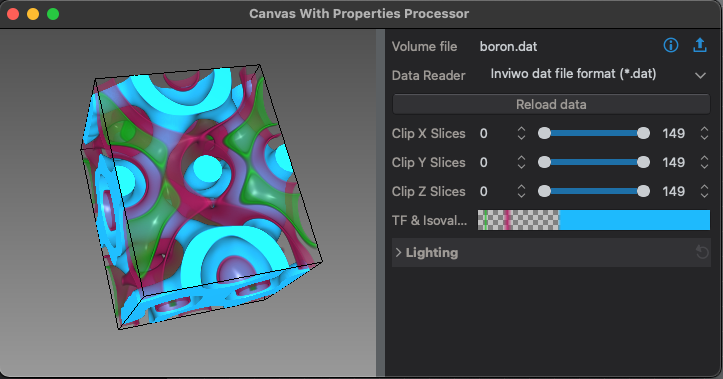 Canvas With Properties Processor
Volume file boron.dat
Data Reader Inviwo dat file format (*.dat)
Reload data
Clip X Slices 0 149
Clip Y Slices 0 149
Clip Z Slices 0 149
TF & Isoval...
> Lighting